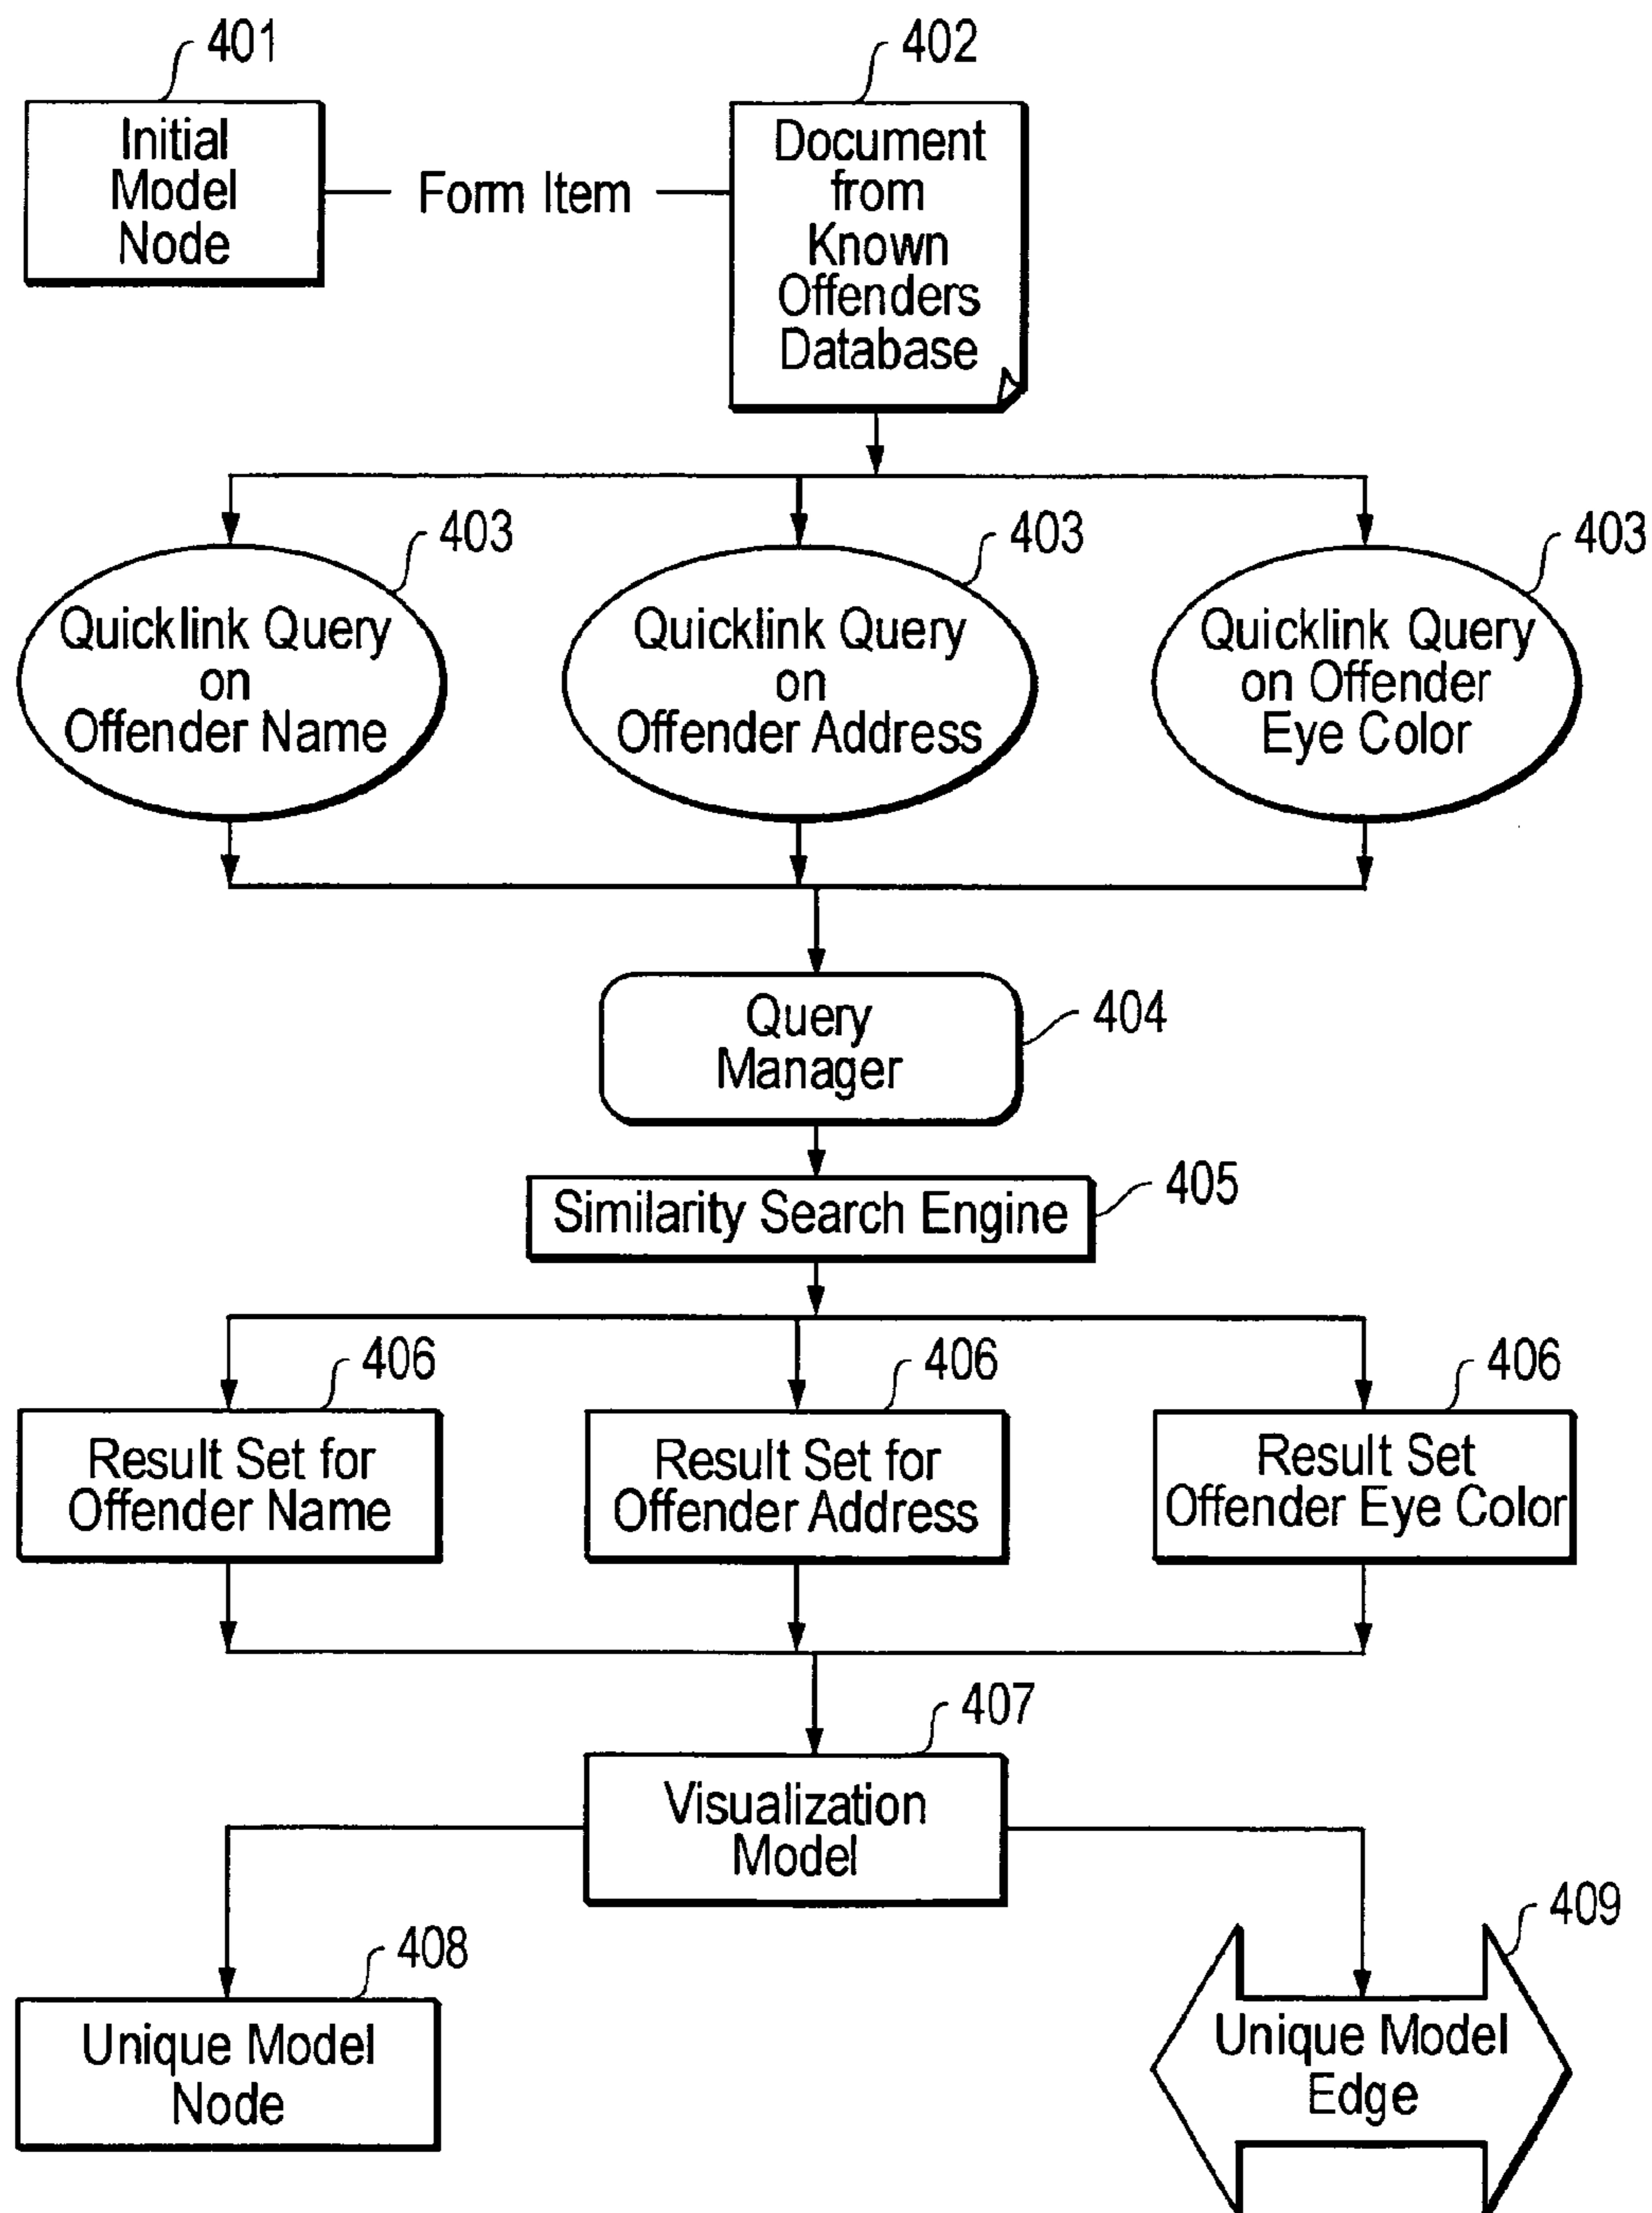 401
402
Initial
Model
Node
Form Item
Document
from
Known
Offenders
Database
403
403
403
Quicklink Query
on
Offender Name
Quicklink Query
on
Offender Address
Quicklink Query
on Offender
Eye Color
Query
Manager
404
Similarity Search Engine
405
406
406
406
Result Set for
Offender Name
Result Set for
Offender Address
Result Set
Offender Eye Color
407
Visualization
Model
408
409
Unique Model
Node
Unique Model
Edge